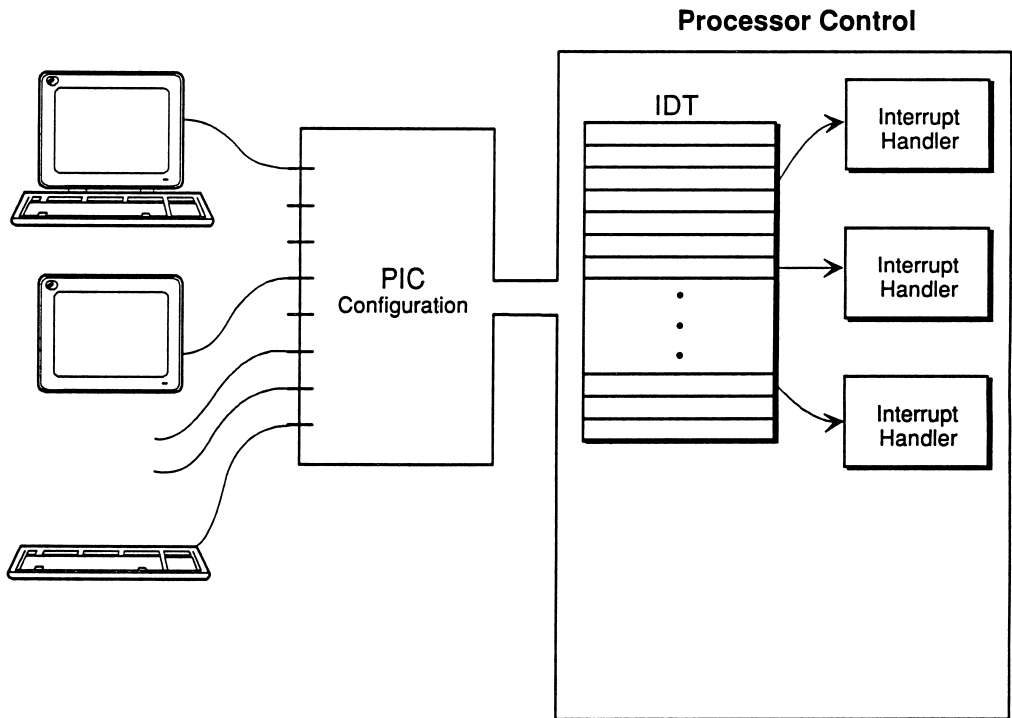 Processor Control
IDT
Interrupt
Handler
PIC
Configuration
Interrupt
Handler
Interrupt
Handler